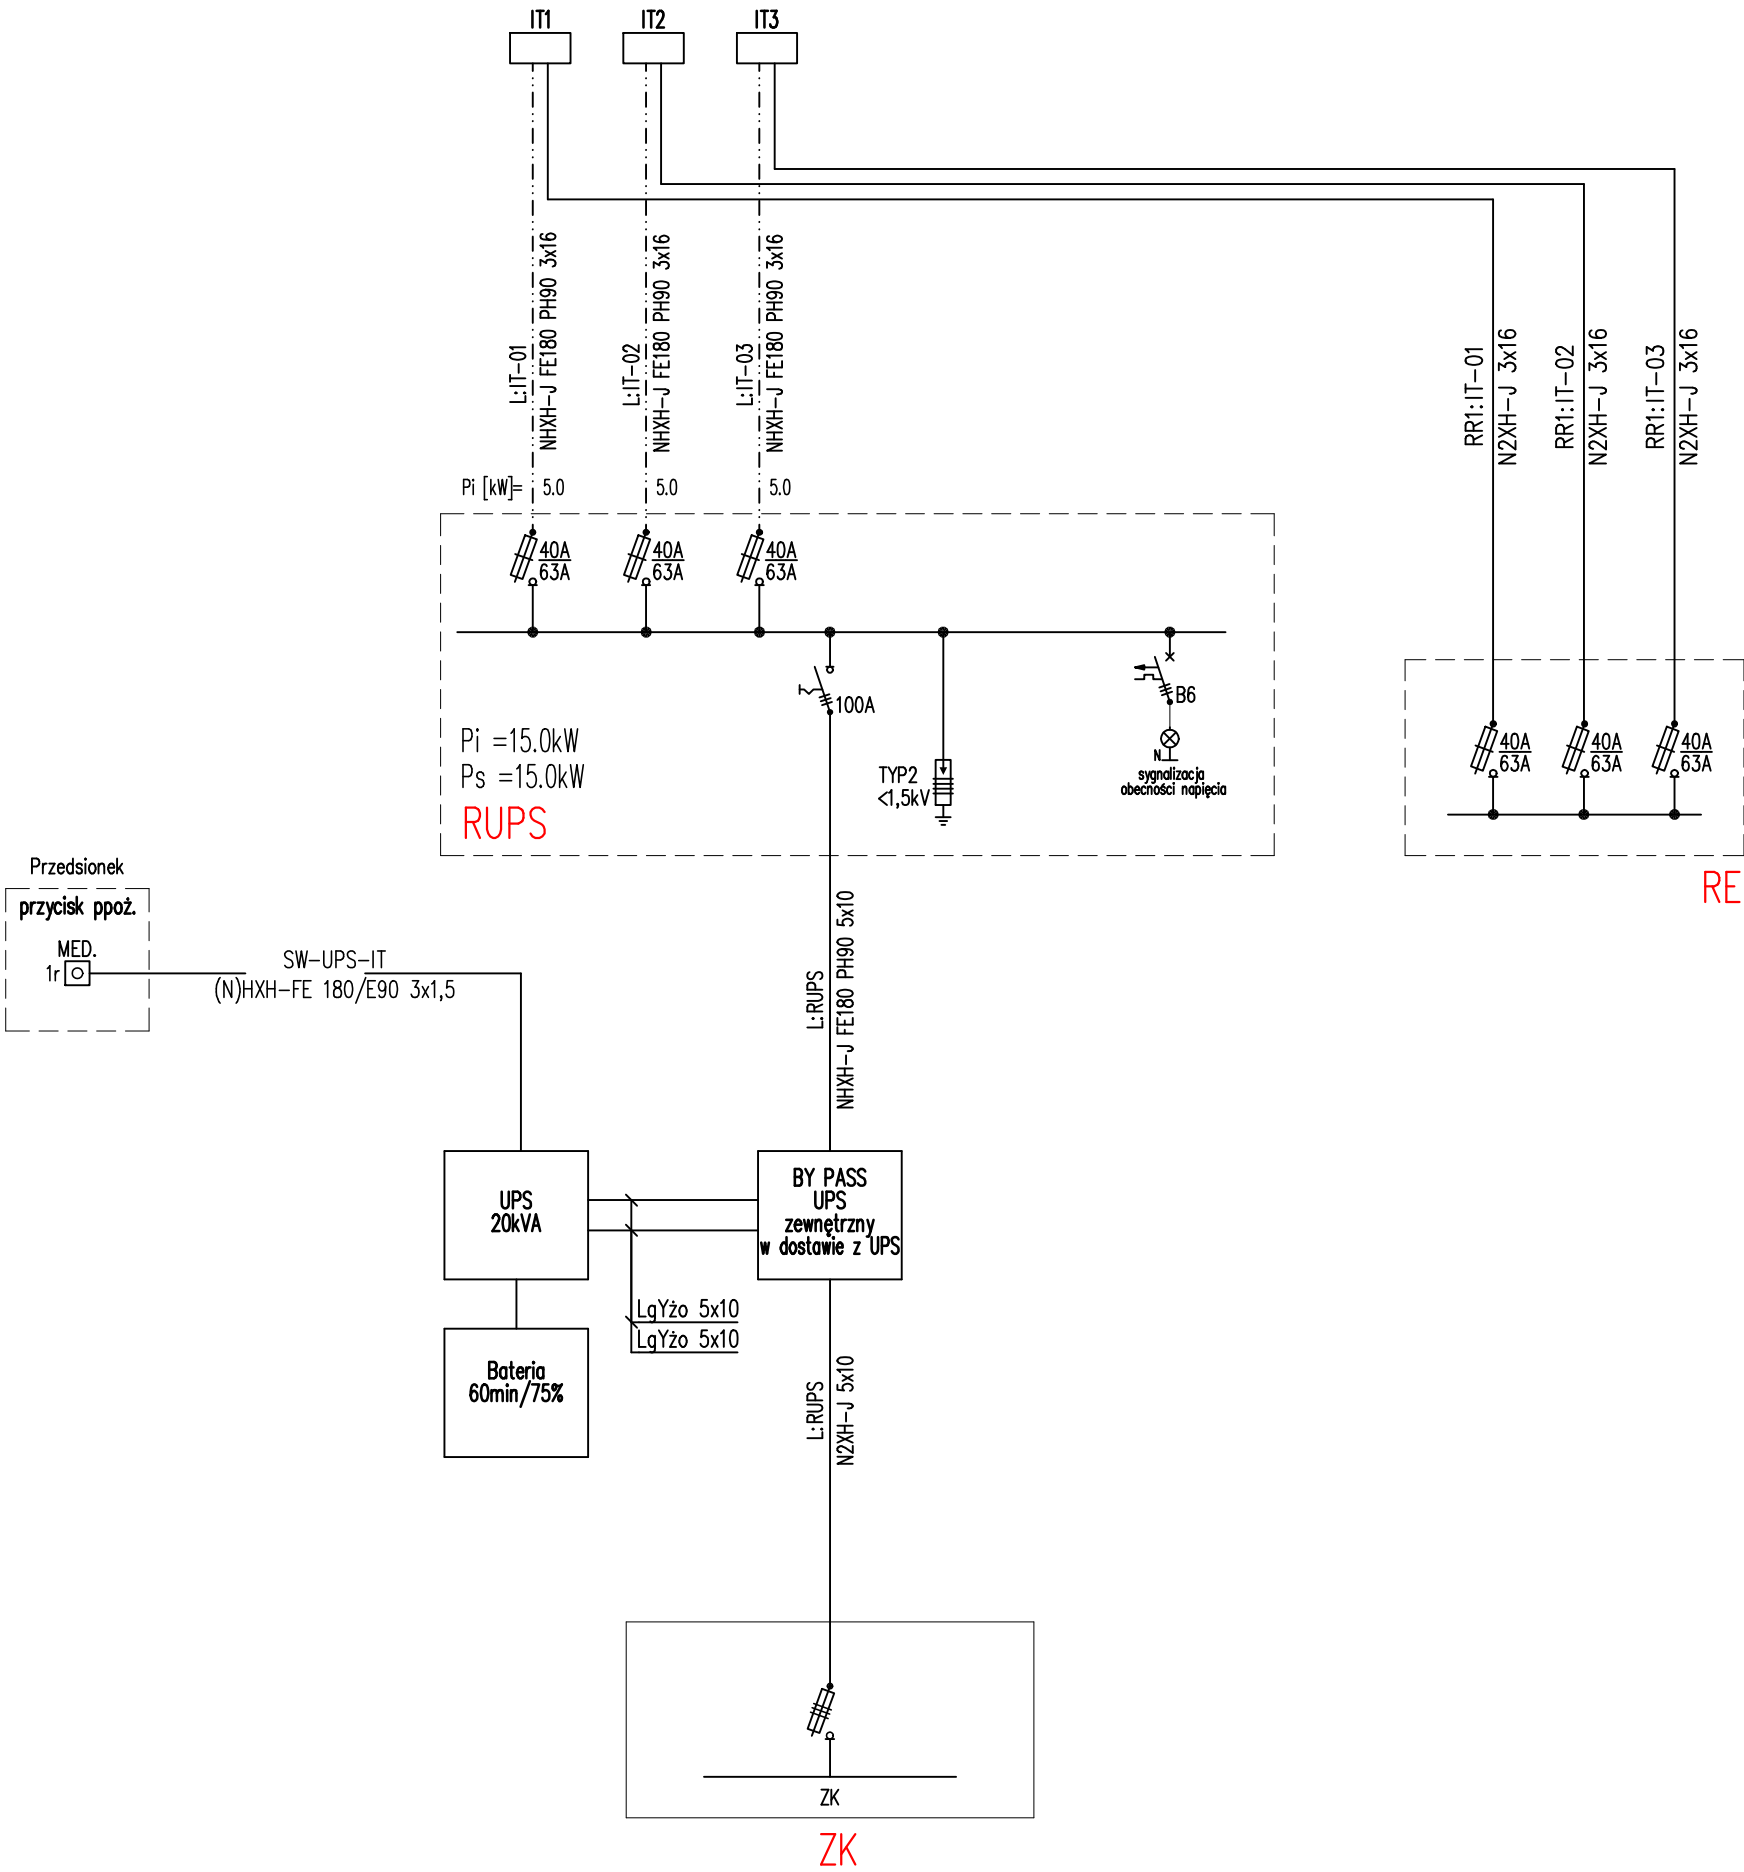 IT1
IT2
IT3
L:IT-01
NHXH-J FE180 PH90 3x16
L:IT-02
NHXH-J FE180 PH90 3x16
L:IT-03
NHXH-J FE180 PH90 3x16
RR1:IT-01
N2XH-J 3x16
RR1:IT-02
N2XH-J 3x16
RR1:IT-03
N2XH-J 3x16
Pi [kW]= 5.0 5.0 5.0
40A
63A
40A
63A
40A
63A
100A
B6
N
sygnalizacja
obecności napięcia
TYP2
<1,5kV
Pi =15.0kW
Ps =15.0kW
RUPS
40A
63A
40A
63A
40A
63A
RE
Przedsionek
przycisk ppoż.
MED.
1r
SW-UPS-IT
(N)HXH-FE 180/E90 3x1,5
L:RUPS
NHXH-J FE180 PH90 5x10
UPS
20kVA
BY PASS
UPS
zewnętrzny
w dostawie z UPS
LgYżo 5x10
LgYżo 5x10
Bateria
60min/75%
L:RUPS
N2XH-J 5x10
ZK
ZK